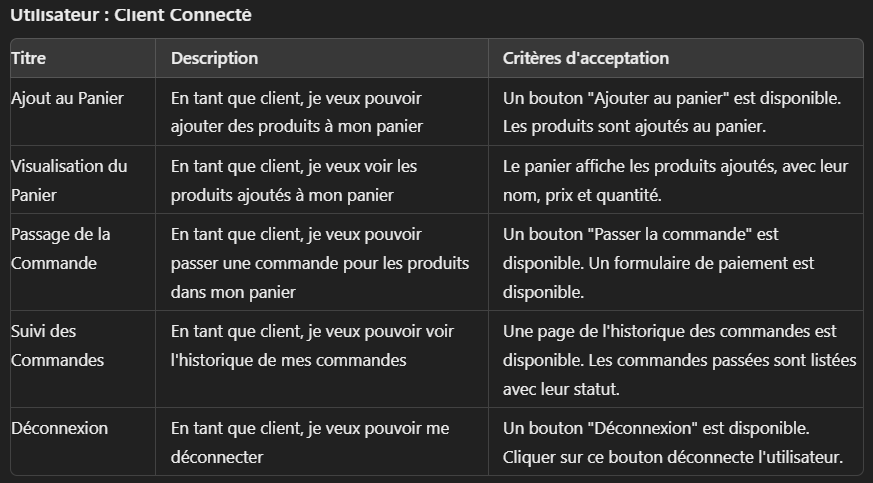 Utilisateur : Client Connecté
Titre Description Critères d'acceptation
Ajout au Panier
En tant que client, je veux pouvoir
ajouter des produits à mon panier
Un bouton "Ajouter au panier" est disponible.
Les produits sont ajoutés au panier.
Visualisation du
Panier
En tant que client, je veux voir les
produits ajoutés à mon panier
Le panier affiche les produits ajoutés, avec leur
nom, prix et quantité.
Passage de la
Commande
En tant que client, je veux pouvoir
passer une commande pour les produits
dans mon panier
Un bouton "Passer la commande" est
disponible. Un formulaire de paiement est
disponible.
Suivi des
Commandes
En tant que client, je veux pouvoir voir
l'historique de mes commandes
Une page de l'historique des commandes est
disponible. Les commandes passées sont listées
avec leur statut.
Déconnexion
En tant que client, je veux pouvoir me
déconnecter
Un bouton "Déconnexion" est disponible.
Cliquer sur ce bouton déconnecte l'utilisateur.